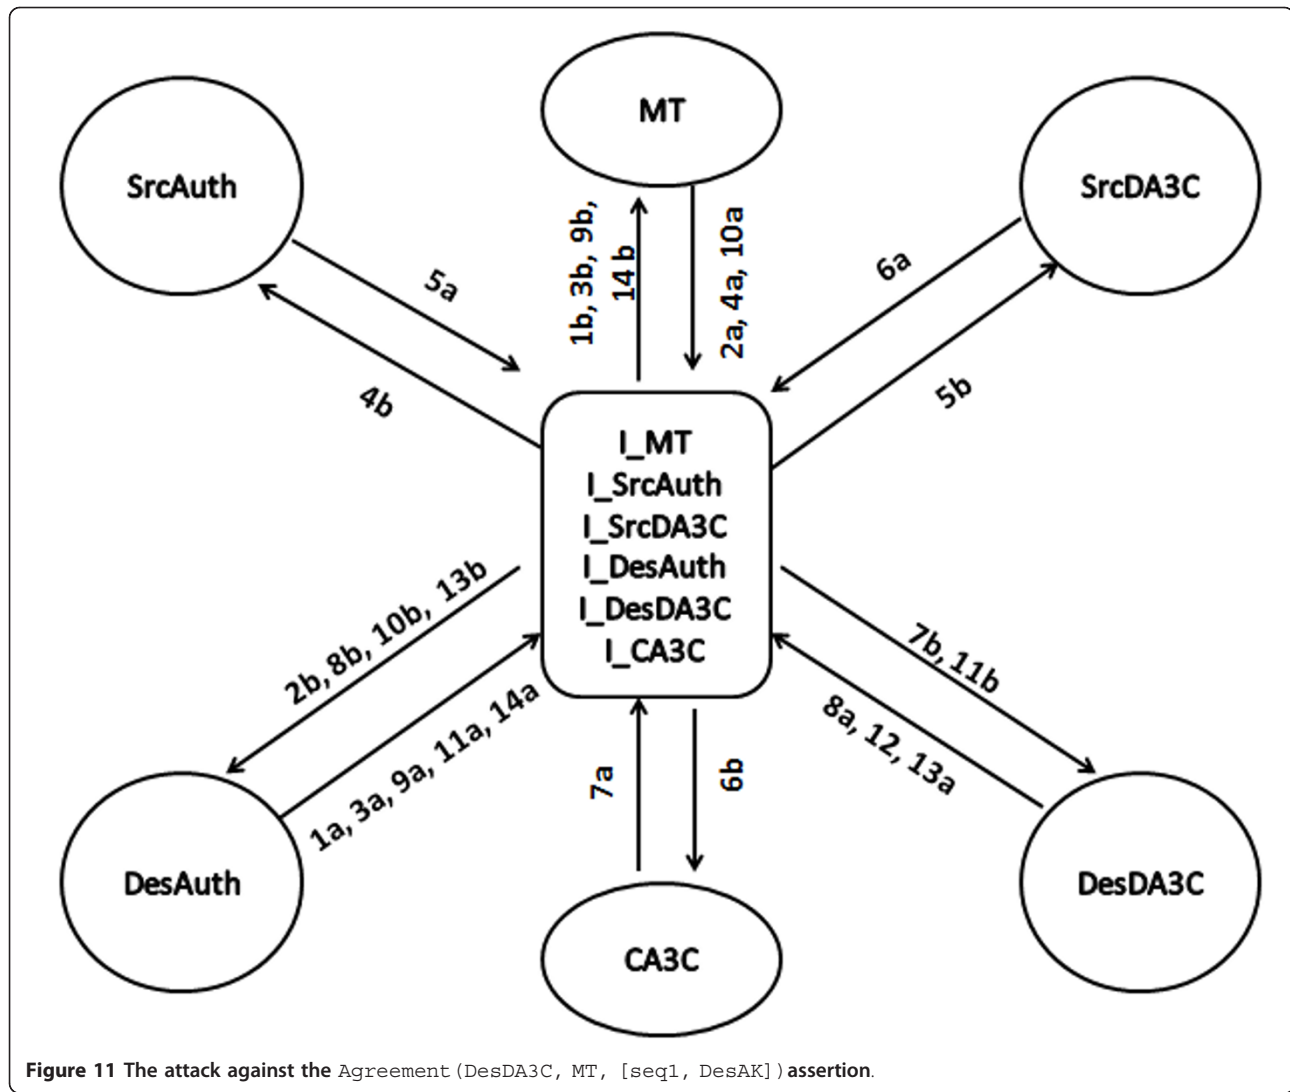 MT
SrcAuth
SrcDA3C
1b, 3b, 9b,
14 b
2a, 4a, 10a
5a
6a
4b
5b
I_MT
I_SrcAuth
I_SrcDA3C
I_DesAuth
I_DesDA3C
I_CA3C
2b, 8b, 10b, 13b
7b, 11b
1a, 3a, 9a, 11a, 14a
8a, 12, 13a
7a
6b
DesAuth
DesDA3C
CA3C
Figure 11 The attack against the Agreement(DesDA3C, MT, [seq1, DesAK]) assertion.